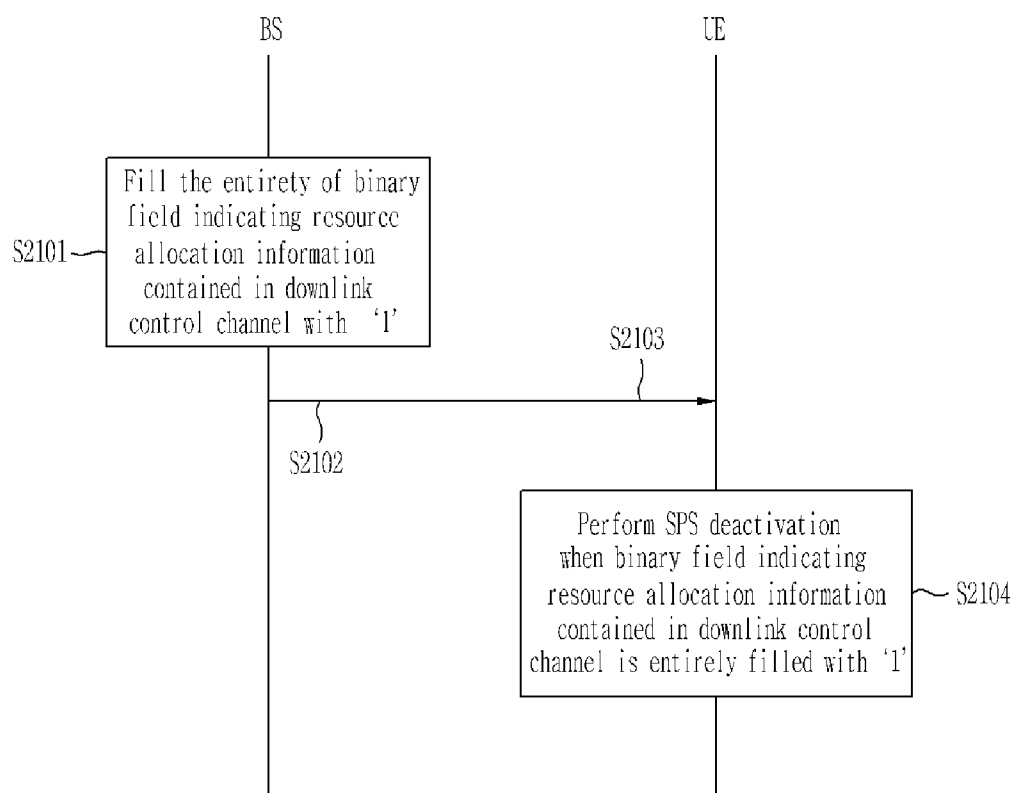 BS
UE
Fill the entirety of binary
field indicating resource
allocation information
contained in downlink
control channel with ‘1’
S2101
S2103
S2102
Perform SPS deactivation
when binary field indicating
resource allocation information
contained in downlink control
channel is entirely filled with ‘1’
S2104